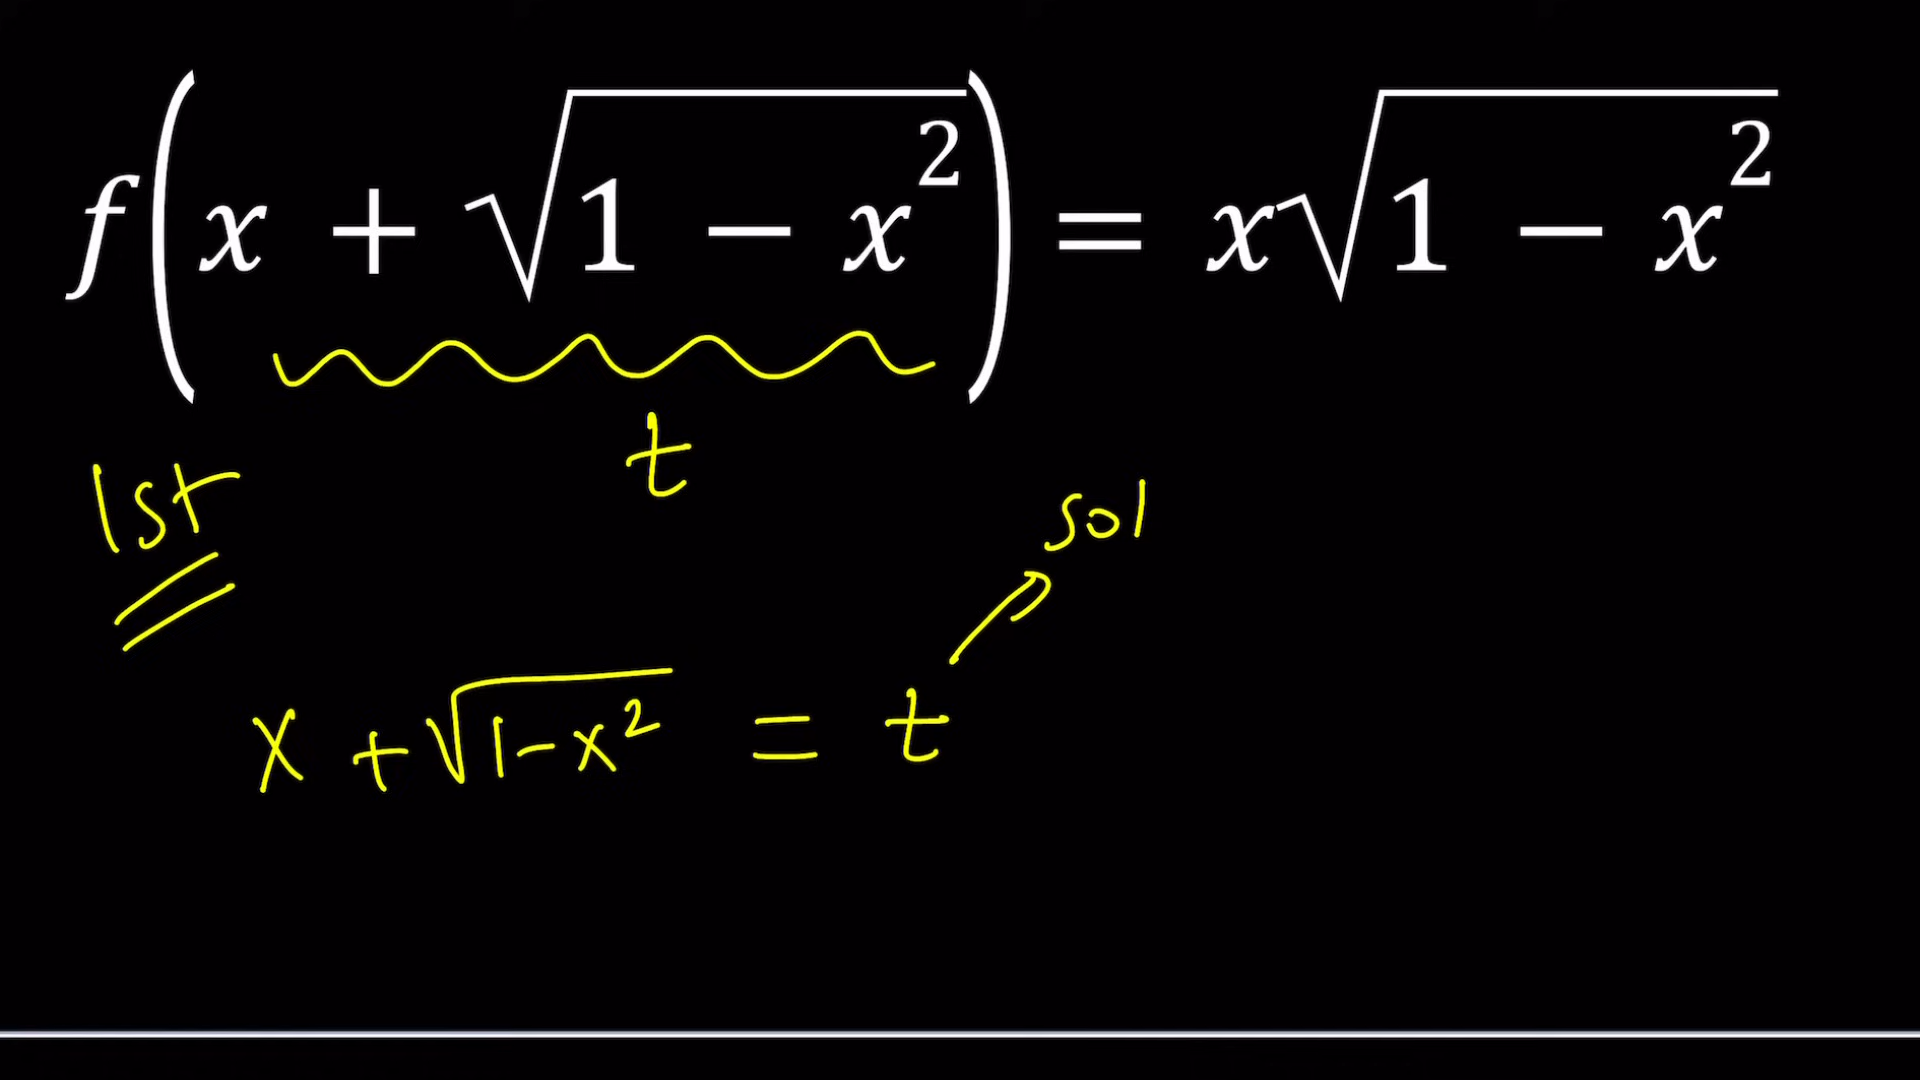 f(x + √(1 − x²)) = x√(1 − x²)
t
1st
sol
x + √(1-x²) = t